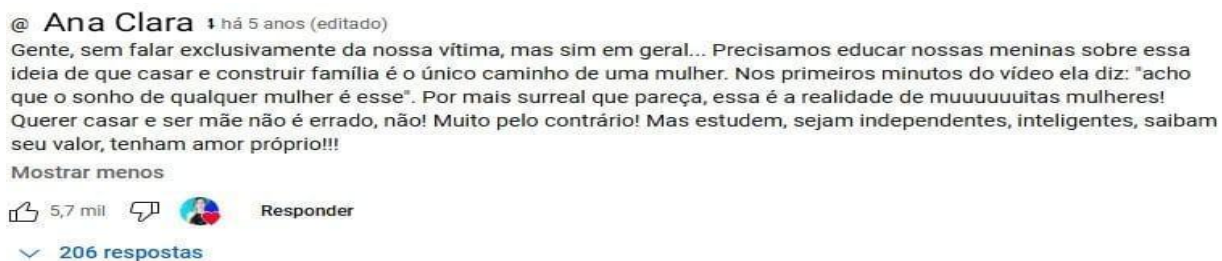 @ Ana Clara há 5 anos (editado)
Gente, sem falar exclusivamente da nossa vítima, mas sim em geral... Precisamos educar nossas meninas sobre essa
ideia de que casar e construir família é o único caminho de uma mulher. Nos primeiros minutos do vídeo ela diz: "acho
que o sonho de qualquer mulher é esse". Por mais surreal que pareça, essa é a realidade de muuuuuuitas mulheres!
Querer casar e ser mãe não é errado, não! Muito pelo contrário! Mas estudem, sejam independentes, inteligentes, saibam
seu valor, tenham amor próprio!!!
Mostrar menos
5,7 mil Responder
206 respostas